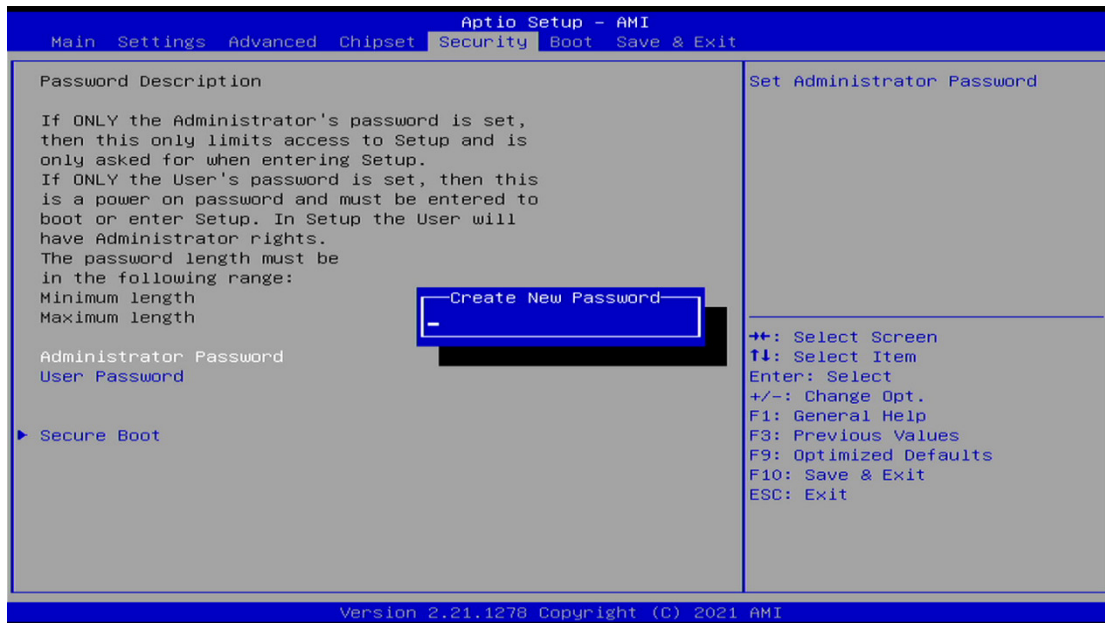 Aptio Setup - AMI
Main Settings Advanced Chipset Security Boot Save & Exit
Password Description
If ONLY the Administrator's password is set,
then this only limits access to Setup and is
only asked for when entering Setup.
If ONLY the User's password is set, then this
is a power on password and must be entered to
boot or enter Setup. In Setup the User will
have Administrator rights.
The password length must be
in the following range:
Minimum length
Maximum length
Administrator Password
User Password
Secure Boot
Create New Password
Set Administrator Password
→←: Select Screen
↑↓: Select Item
Enter: Select
+/-: Change Opt.
F1: General Help
F3: Previous Values
F9: Optimized Defaults
F10: Save & Exit
ESC: Exit
Version 2.21.1278 Copyright (C) 2021 AMI